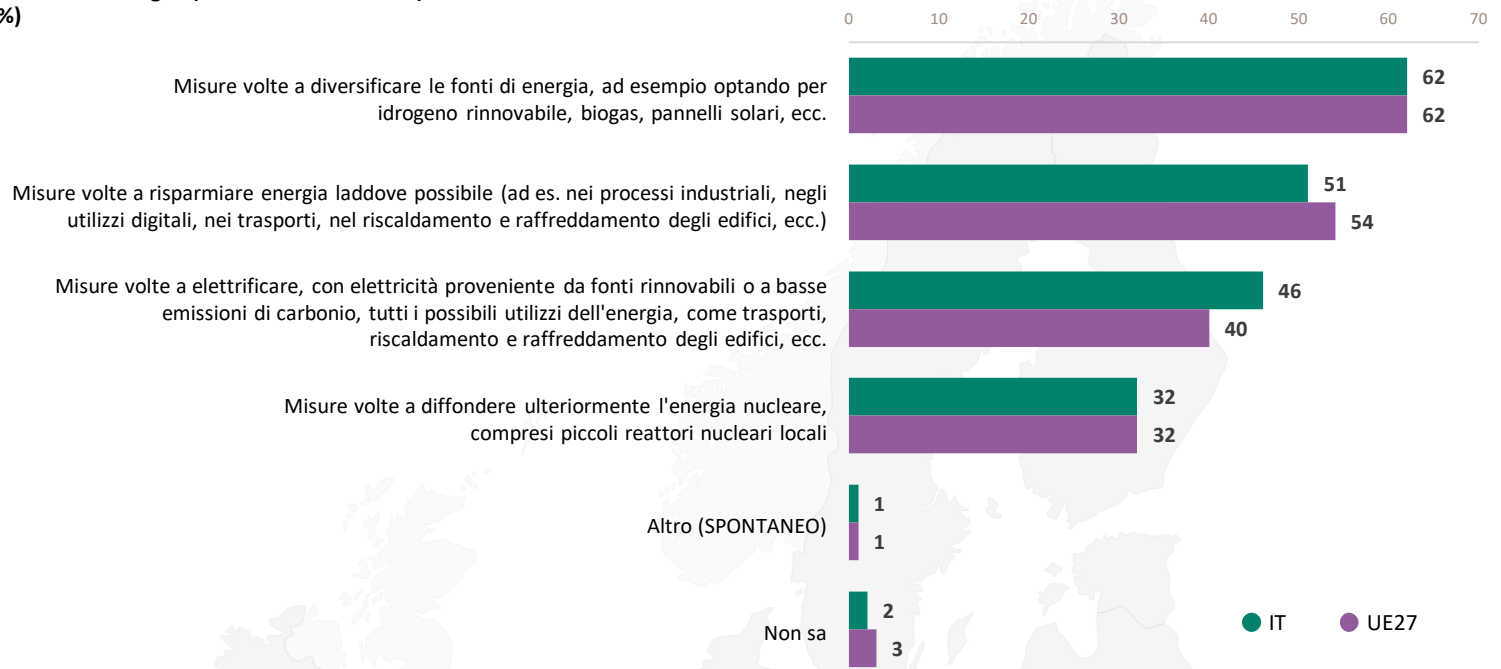 %)
0 10 20 30 40 50 60 70
Misure volte a diversificare le fonti di energia, ad esempio optando per
idrogeno rinnovabile, biogas, pannelli solari, ecc.
62
62
Misure volte a risparmiare energia laddove possibile (ad es. nei processi industriali, negli
utilizzi digitali, nei trasporti, nel riscaldamento e raffreddamento degli edifici, ecc.)
51
54
Misure volte a elettrificare, con elettricità proveniente da fonti rinnovabili o a basse
emissioni di carbonio, tutti i possibili utilizzi dell'energia, come trasporti,
riscaldamento e raffreddamento degli edifici, ecc.
46
40
Misure volte a diffondere ulteriormente l'energia nucleare,
compresi piccoli reattori nucleari locali
32
32
Altro (SPONTANEO)
1
1
Non sa
2
3
IT UE27